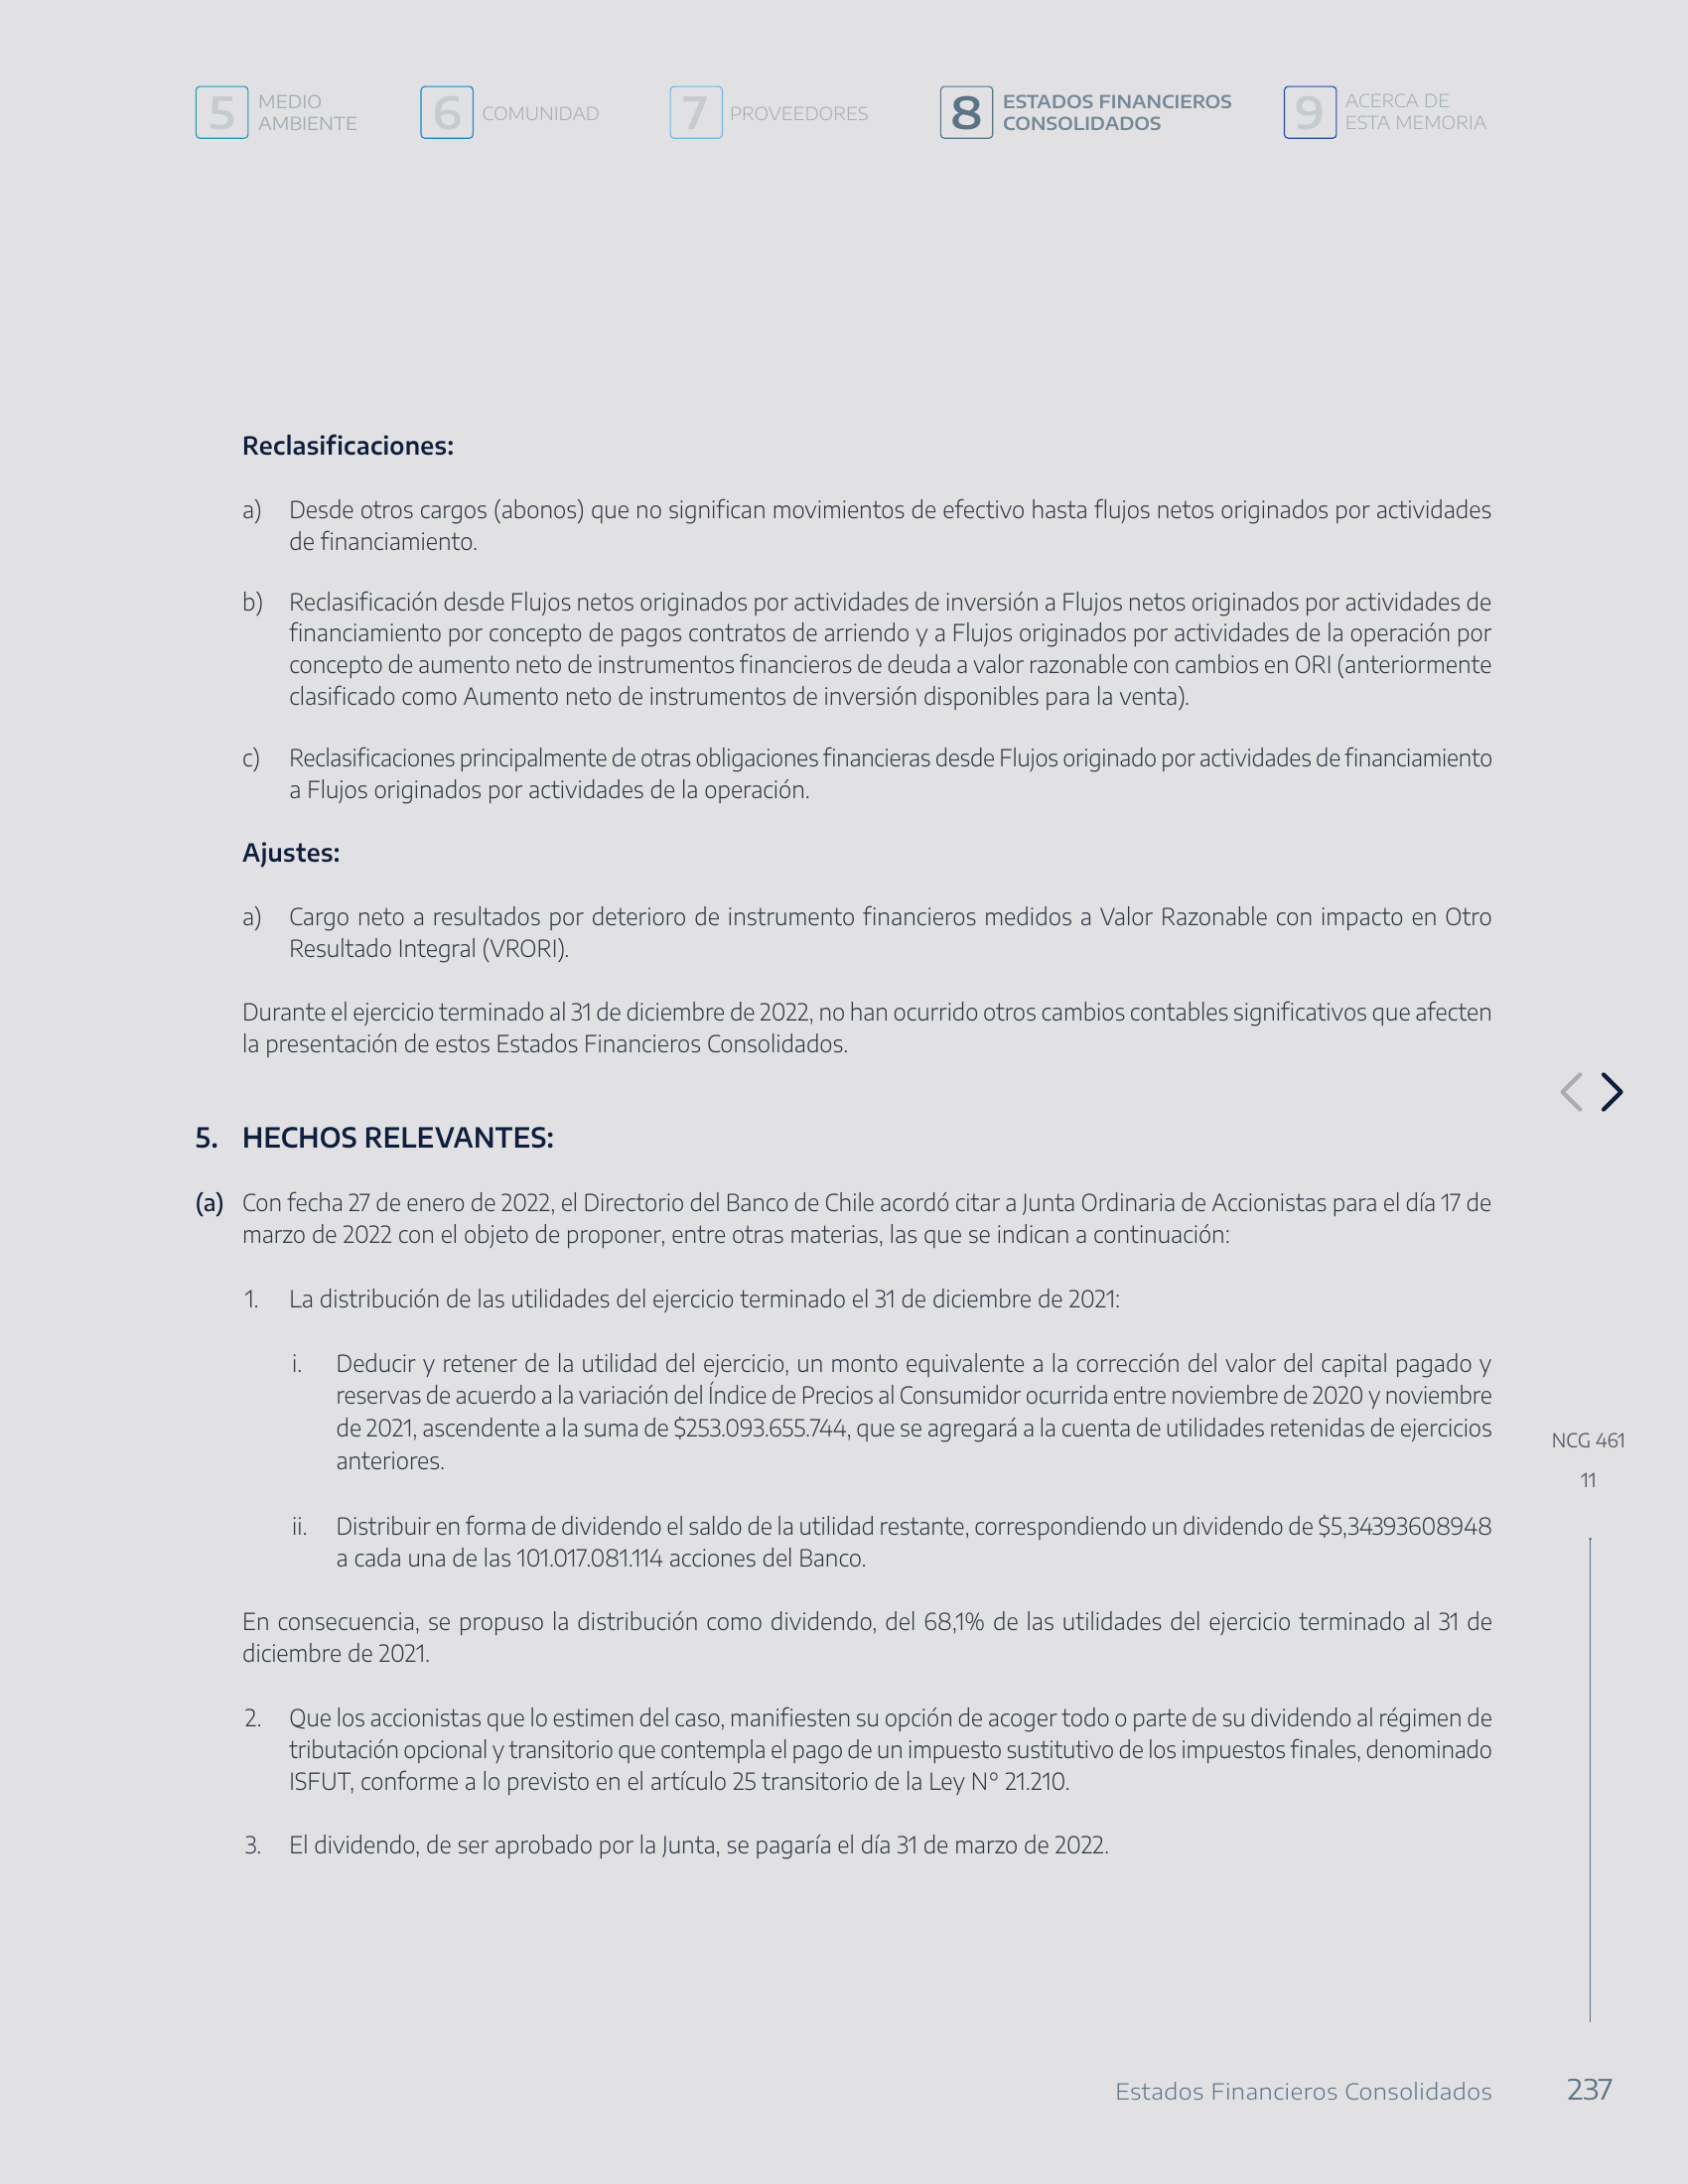 5 MEDIO AMBIENTE
6 COMUNIDAD
7 PROVEEDORES
8 ESTADOS FINANCIEROS CONSOLIDADOS
9 ACERCA DE ESTA MEMORIA
Reclasificaciones:
a) Desde otros cargos (abonos) que no significan movimientos de efectivo hasta flujos netos originados por actividades
de financiamiento.
b) Reclasificación desde Flujos netos originados por actividades de inversión a Flujos netos originados por actividades de
financiamiento por concepto de pagos contratos de arriendo y a Flujos originados por actividades de la operación por
concepto de aumento neto de instrumentos financieros de deuda a valor razonable con cambios en ORI (anteriormente
clasificado como Aumento neto de instrumentos de inversión disponibles para la venta).
c) Reclasificaciones principalmente de otras obligaciones financieras desde Flujos originado por actividades de financiamiento
a Flujos originados por actividades de la operación.
Ajustes:
a) Cargo neto a resultados por deterioro de instrumento financieros medidos a Valor Razonable con impacto en Otro
Resultado Integral (VRORI).
Durante el ejercicio terminado al 31 de diciembre de 2022, no han ocurrido otros cambios contables significativos que afecten
la presentación de estos Estados Financieros Consolidados.
5. HECHOS RELEVANTES:
(a) Con fecha 27 de enero de 2022, el Directorio del Banco de Chile acordó citar a Junta Ordinaria de Accionistas para el día 17 de
marzo de 2022 con el objeto de proponer, entre otras materias, las que se indican a continuación:
1. La distribución de las utilidades del ejercicio terminado el 31 de diciembre de 2021:
i. Deducir y retener de la utilidad del ejercicio, un monto equivalente a la corrección del valor del capital pagado y
reservas de acuerdo a la variación del Índice de Precios al Consumidor ocurrida entre noviembre de 2020 y noviembre
de 2021, ascendente a la suma de $253.093.655.744, que se agregará a la cuenta de utilidades retenidas de ejercicios
anteriores.
ii. Distribuir en forma de dividendo el saldo de la utilidad restante, correspondiendo un dividendo de $5,34393608948
a cada una de las 101.017.081.114 acciones del Banco.
En consecuencia, se propuso la distribución como dividendo, del 68,1% de las utilidades del ejercicio terminado al 31 de
diciembre de 2021.
2. Que los accionistas que lo estimen del caso, manifiesten su opción de acoger todo o parte de su dividendo al régimen de
tributación opcional y transitorio que contempla el pago de un impuesto sustitutivo de los impuestos finales, denominado
ISFUT, conforme a lo previsto en el artículo 25 transitorio de la Ley N° 21.210.
3. El dividendo, de ser aprobado por la Junta, se pagaría el día 31 de marzo de 2022.
NCG 461
11
Estados Financieros Consolidados 237